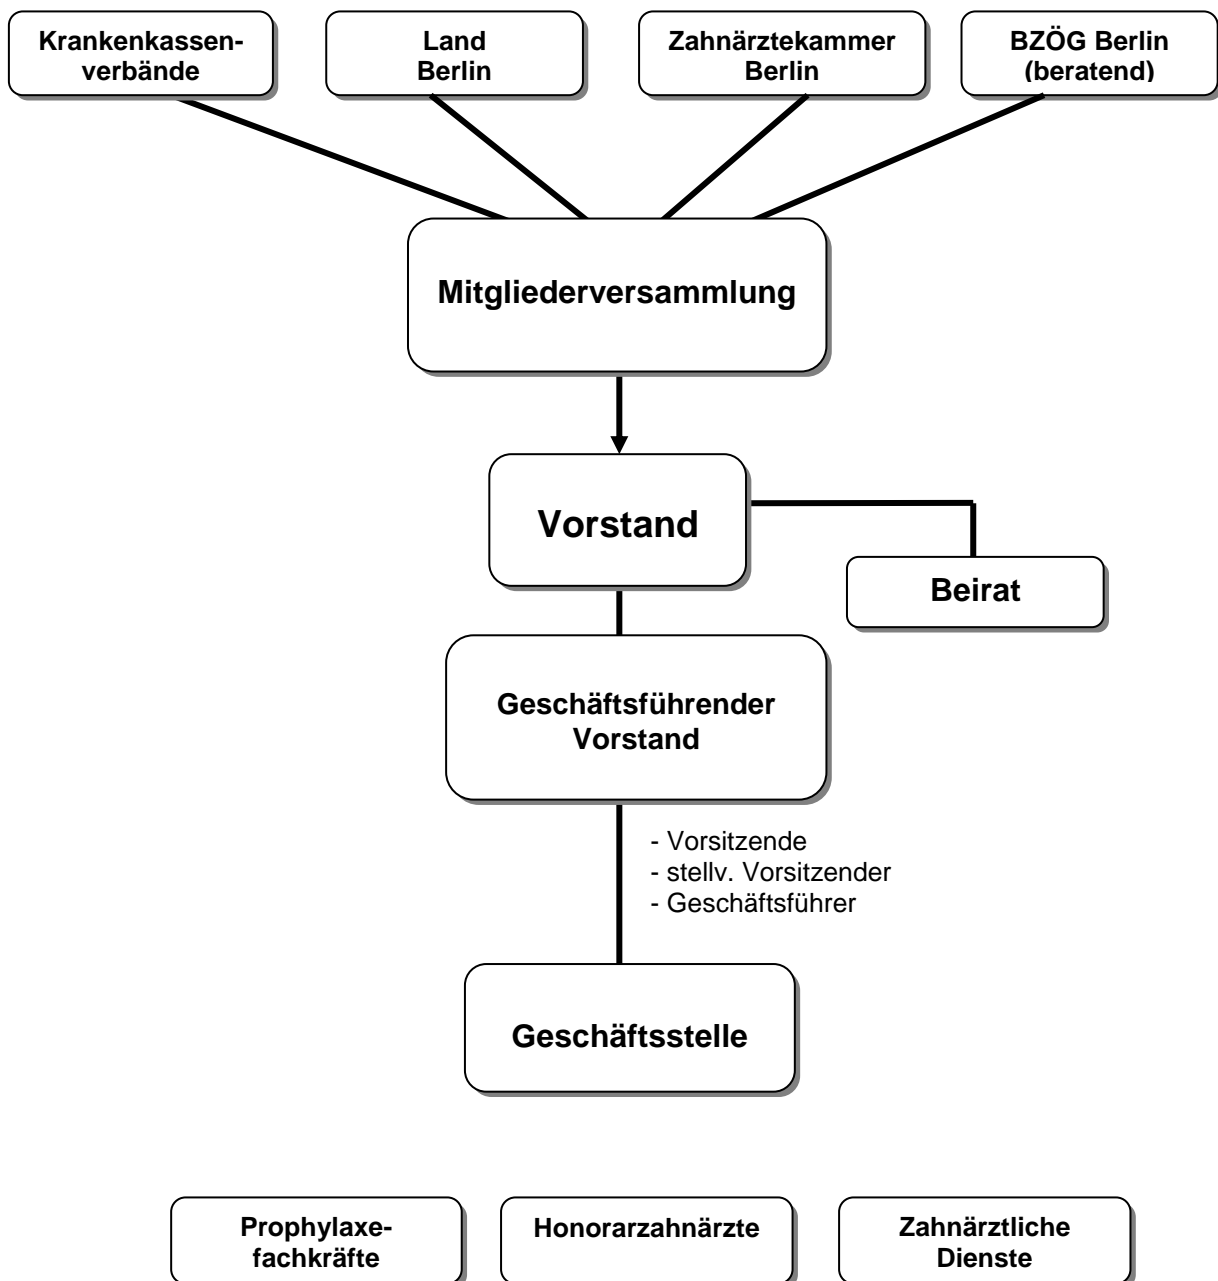 Krankenkassen-
verbände
Land
Berlin
Zahnärztekammer
Berlin
BZÖG Berlin
(beratend)
Mitgliederversammlung
Vorstand
Beirat
Geschäftsführender
Vorstand
- Vorsitzende
- stellv. Vorsitzender
- Geschäftsführer
Geschäftsstelle
Prophylaxe-
fachkräfte
Honorarzahnärzte
Zahnärztliche
Dienste